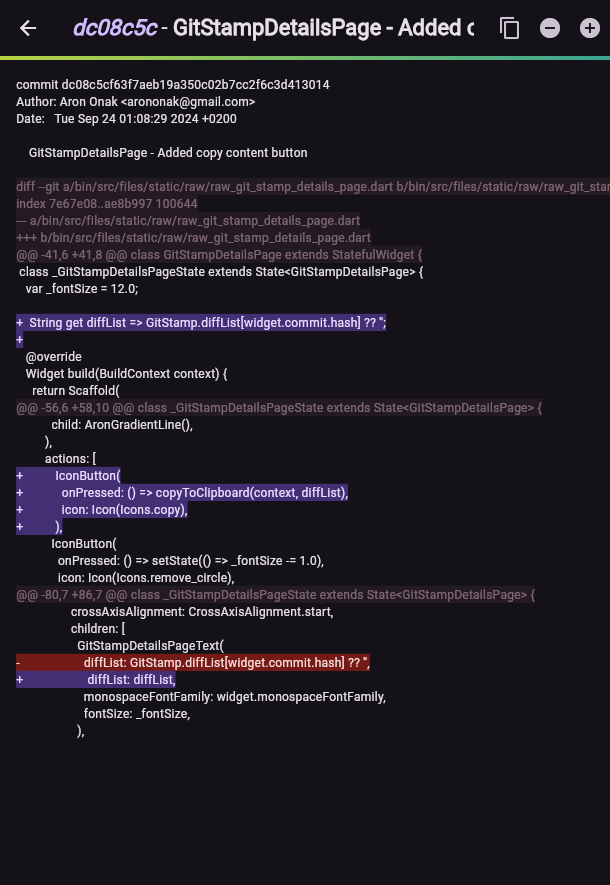 dc08c5c - GitStampDetailsPage - Added c
commit dc08c5cf63f7aeb19a350c02b7cc2f6c3d413014
Author: Aron Onak <arononak@gmail.com>
Date:   Tue Sep 24 01:08:29 2024 +0200
GitStampDetailsPage - Added copy content button
diff --git a/bin/src/files/static/raw/raw_git_stamp_details_page.dart b/bin/src/files/static/raw/raw_git_star
index 7e67e08..ae8b997 100644
--- a/bin/src/files/static/raw/raw_git_stamp_details_page.dart
+++ b/bin/src/files/static/raw/raw_git_stamp_details_page.dart
@@ -41,6 +41,8 @@ class GitStampDetailsPage extends StatefulWidget {
class _GitStampDetailsPageState extends State<GitStampDetailsPage> {
var _fontSize = 12.0;
+  String get diffList => GitStamp.diffList[widget.commit.hash] ?? '';
+
@override
Widget build(BuildContext context) {
return Scaffold(
@@ -56,6 +58,10 @@ class _GitStampDetailsPageState extends State<GitStampDetailsPage> {
child: AronGradientLine(),
),
actions: [
+          IconButton(
+            onPressed: () => copyToClipboard(context, diffList),
+            icon: Icon(Icons.copy),
+          ),
IconButton(
onPressed: () => setState(() => _fontSize -= 1.0),
icon: Icon(Icons.remove_circle),
@@ -80,7 +86,7 @@ class _GitStampDetailsPageState extends State<GitStampDetailsPage> {
crossAxisAlignment: CrossAxisAlignment.start,
children: [
GitStampDetailsPageText(
-                    diffList: GitStamp.diffList[widget.commit.hash] ?? '',
+                    diffList: diffList,
monospaceFontFamily: widget.monospaceFontFamily,
fontSize: _fontSize,
),